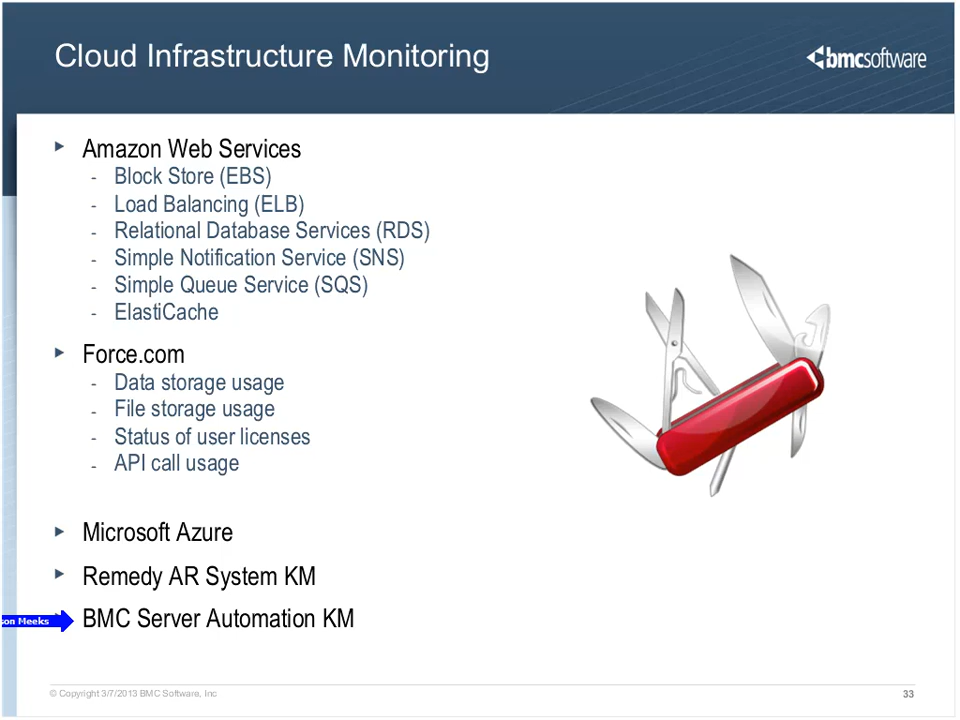 Cloud Infrastructure Monitoring
bmcsoftware
Amazon Web Services
- Block Store (EBS)
- Load Balancing (ELB)
- Relational Database Services (RDS)
- Simple Notification Service (SNS)
- Simple Queue Service (SQS)
- ElastiCache
Force.com
- Data storage usage
- File storage usage
- Status of user licenses
- API call usage
Microsoft Azure
Remedy AR System KM
son Meeks
BMC Server Automation KM
© Copyright 3/7/2013 BMC Software, Inc
33